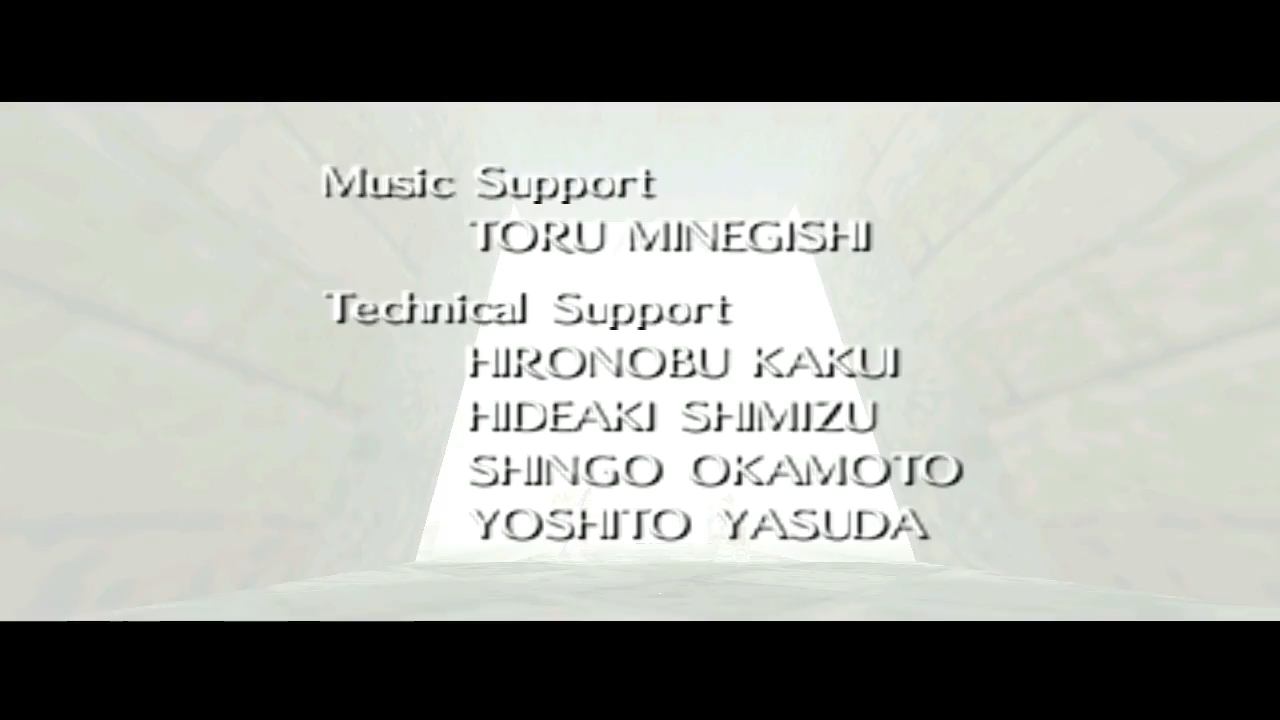 Music Support
TORU MINEGISHI
Technical Support
HIRONOBU KAKUI
HIDEAKI SHIMIZU
SHINGO OKAMOTO
YOSHITO YASUDA